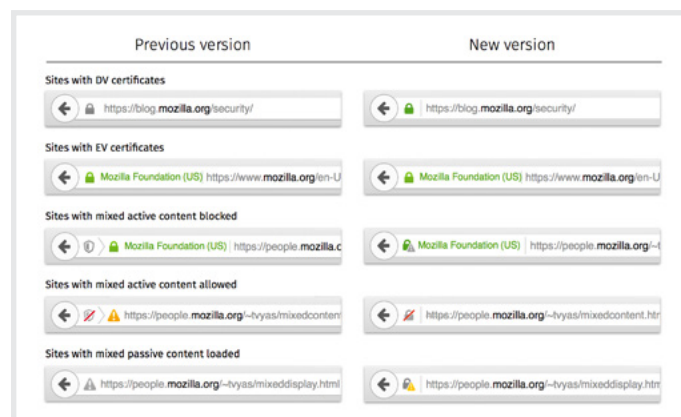 Previous version New version
Sites with DV certificates
https://blog.mozilla.org/security/ https://blog.mozilla.org/security/
Sites with EV certificates
Mozilla Foundation (US) https://www.mozilla.org/en-U Mozilla Foundation (US) https://www.mozilla.org/en-U
Sites with mixed active content blocked
Mozilla Foundation (US) https://people.mozilla.c Mozilla Foundation (US) https://people.mozilla.org/~t
Sites with mixed active content allowed
https://people.mozilla.org/~tvyas/mixedcontent https://people.mozilla.org/~tvyas/mixedcontent.htr
Sites with mixed passive content loaded
https://people.mozilla.org/~tvyas/mixeddisplay.html https://people.mozilla.org/~tvyas/mixeddisplay.htm